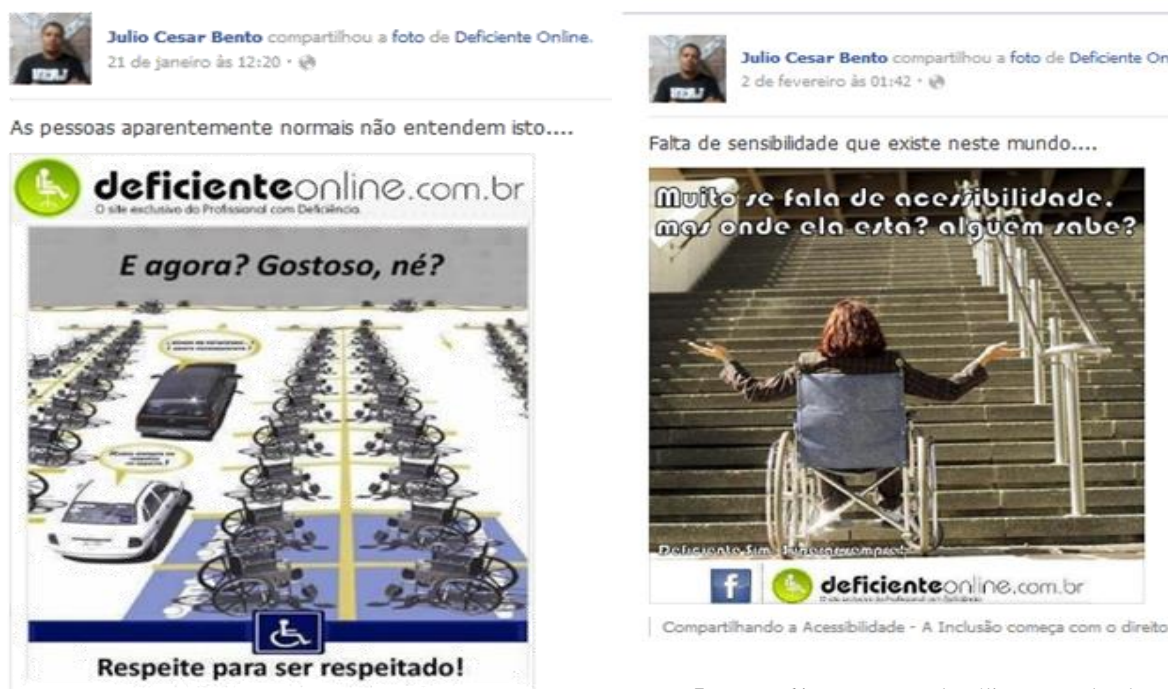 Julio Cesar Bento compartilhou a foto de Deficiente Online.
21 de janeiro às 12:20
As pessoas aparentemente normais não entendem isto....
deficienteonline.com.br
O site exclusivo do Profissional com Deficiência.
E agora? Gostoso, né?
Respeite para ser respeitado!
Julio Cesar Bento compartilhou a foto de Deficiente On
2 de fevereiro às 01:42
Falta de sensibilidade que existe neste mundo....
Muito se fala de acessibilidade.
mas onde ela esta? alguém sabe?
Deficiente Sim.
f deficienteonline.com.br
Compartilhando a Acessibilidade - A Inclusão começa com o direito